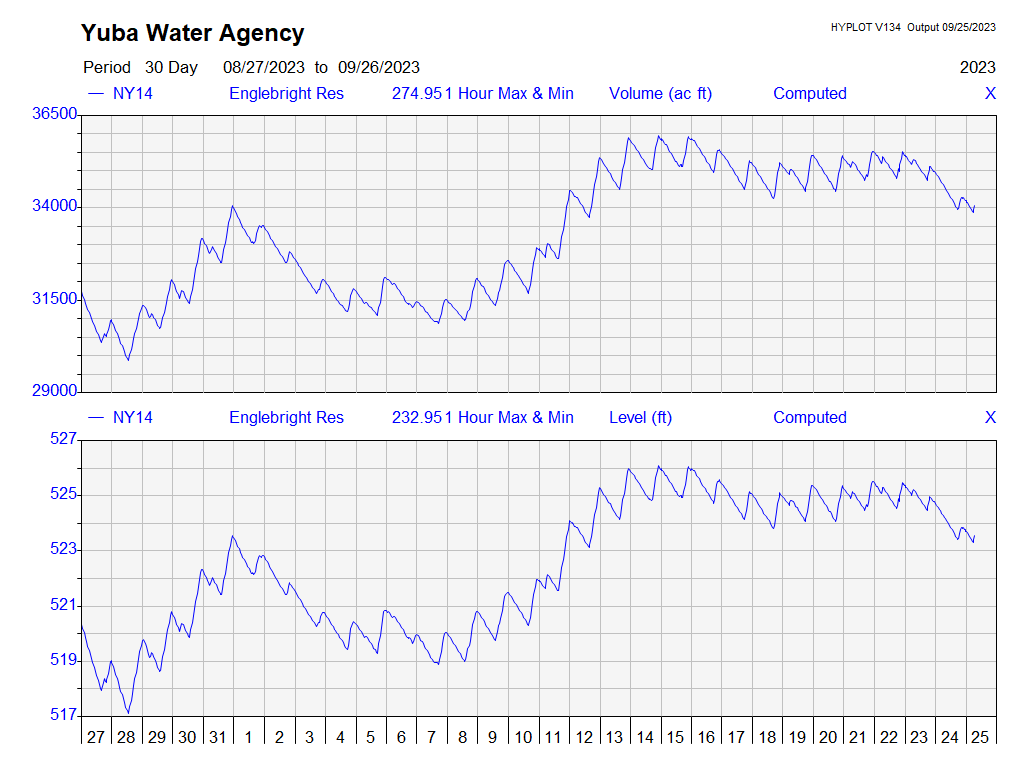 Yuba Water Agency
HYPLOT V134 Output 09/25/2023
Period 30 Day 08/27/2023 to 09/26/2023 2023
— NY14 Englebright Res 274.951 Hour Max & Min Volume (ac ft) Computed X
36500
34000
31500
29000
— NY14 Englebright Res 232.951 Hour Max & Min Level (ft) Computed X
527
525
523
521
519
517
27 28 29 30 31 1 2 3 4 5 6 7 8 9 10 11 12 13 14 15 16 17 18 19 20 21 22 23 24 25